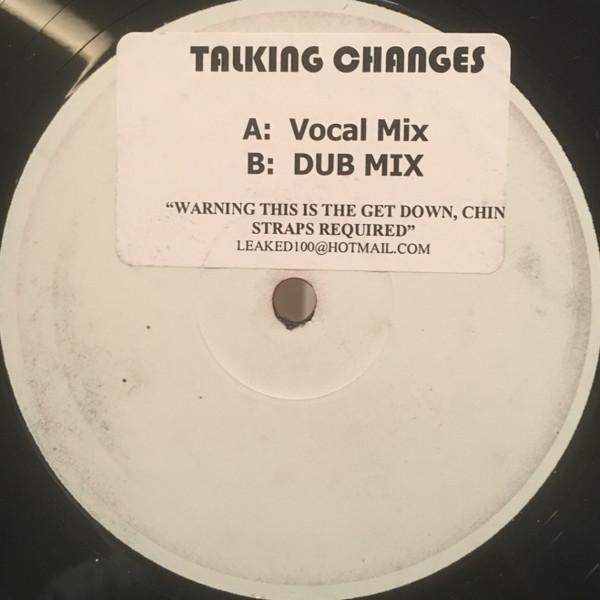 TALKING CHANGES
A: Vocal Mix
B: DUB MIX
“WARNING THIS IS THE GET DOWN, CHIN
STRAPS REQUIRED”
LEAKED100@HOTMAIL.COM